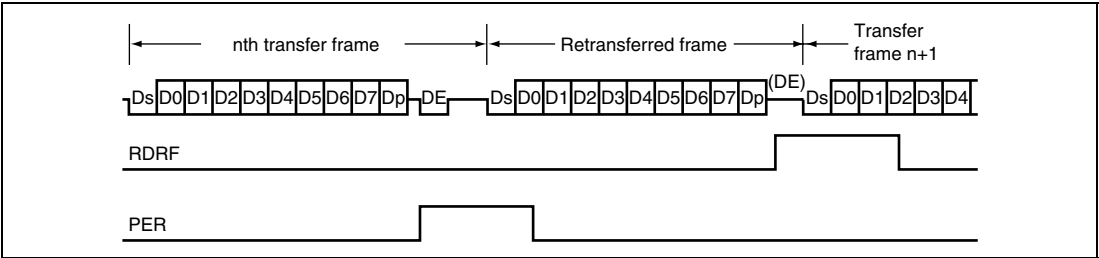 nth transfer frame
Retransferred frame
Transfer
frame n+1
Ds D0 D1 D2 D3 D4 D5 D6 D7 Dp DE Ds D0 D1 D2 D3 D4 D5 D6 D7 Dp (DE) Ds D0 D1 D2 D3 D4
RDRF
PER